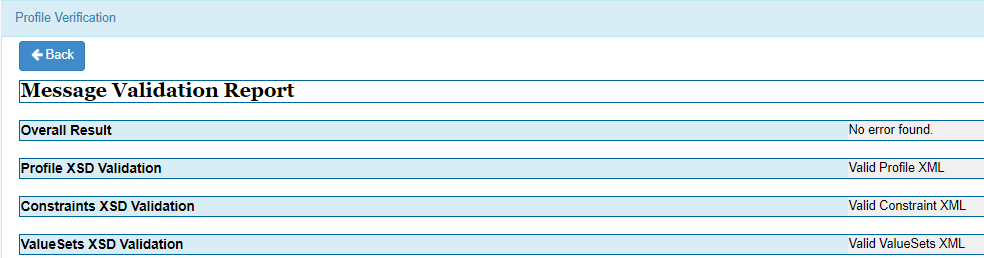 Profile Verification
Back
Message Validation Report
Overall Result No error found.
Profile XSD Validation Valid Profile XML
Constraints XSD Validation Valid Constraint XML
ValueSets XSD Validation Valid ValueSets XML